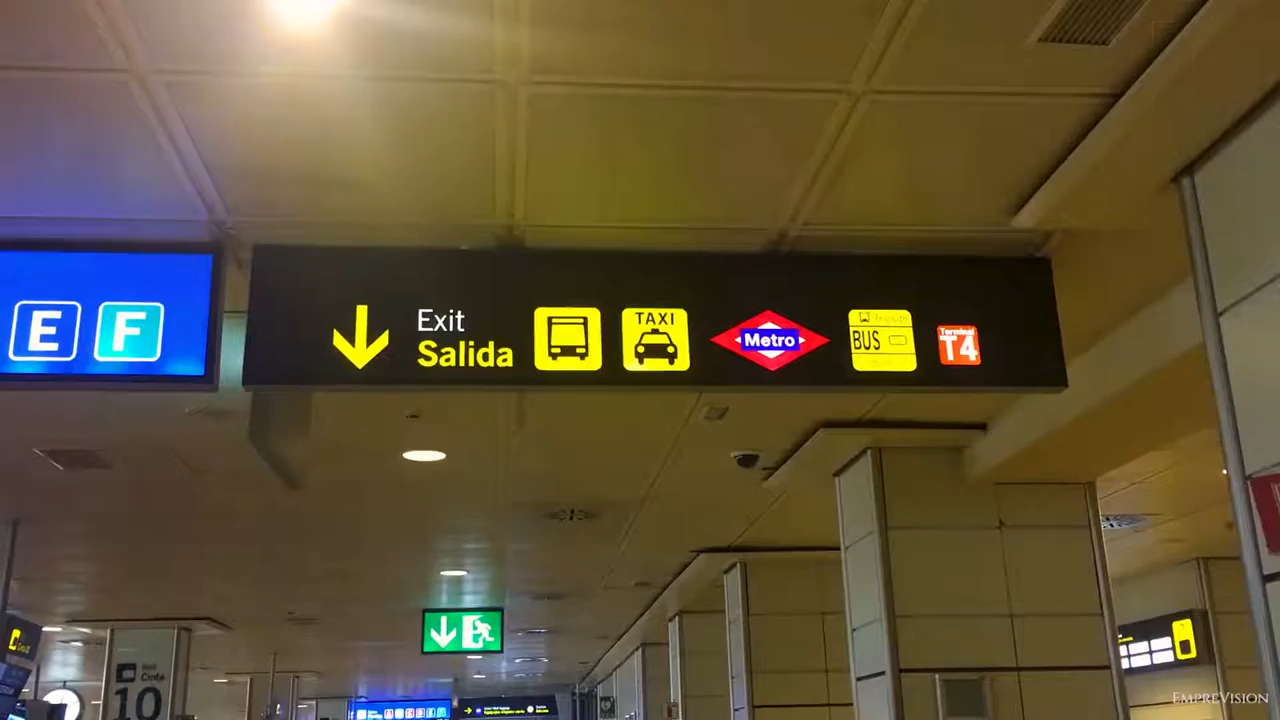 E F
Exit
Salida
TAXI
Metro
BUS
Terminal
T4
Cinta
10
EMPREVISION